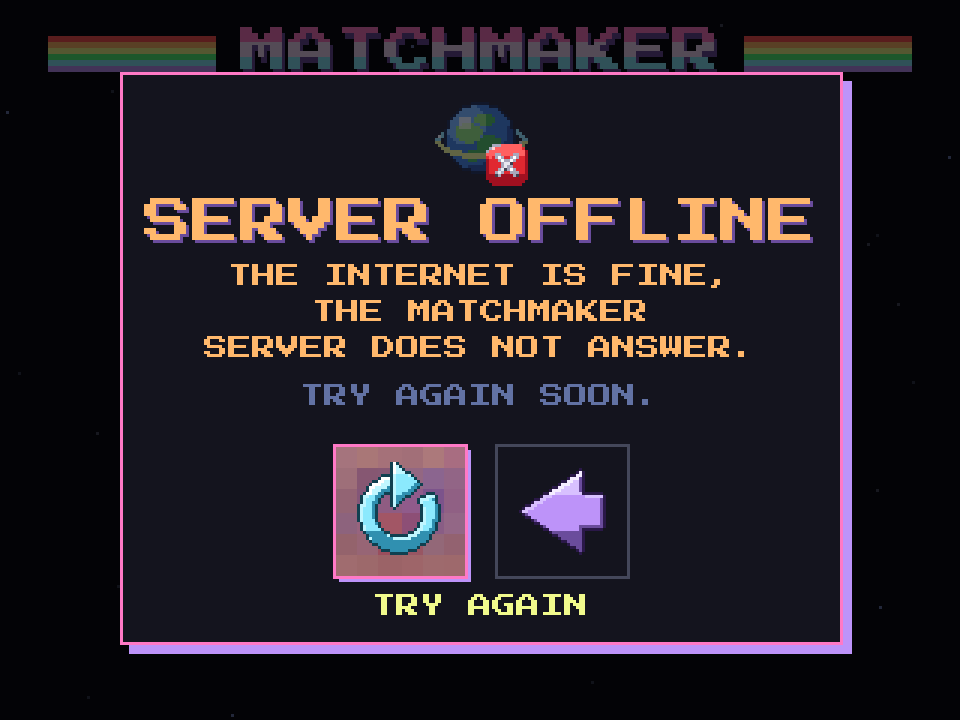 MATCHMAKER
SERVER OFFLINE
THE INTERNET IS FINE,
THE MATCHMAKER
SERVER DOES NOT ANSWER.
TRY AGAIN SOON.
TRY AGAIN